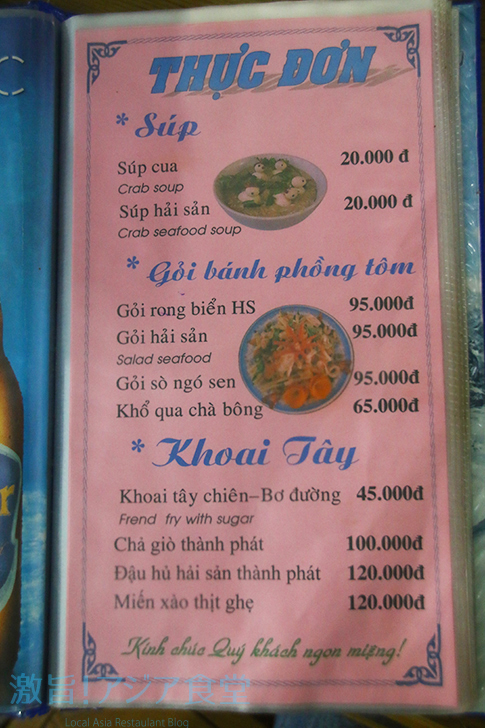 THỰC ĐƠN
* Súp
Súp cua 20.000 đ
Crab soup
Súp hải sản 20.000 đ
Crab seafood soup
* Gỏi bánh phồng tôm
Gỏi rong biển HS 95.000đ
Gỏi hải sản 95.000đ
Salad seafood
Gỏi sò ngó sen 95.000đ
Khổ qua chà bông 65.000đ
* Khoai Tây
Khoai tây chiên–Bơ đường 45.000đ
Frend fry with sugar
Chả giò thành phát 100.000đ
Đậu hủ hải sản thành phát 120.000đ
Miến xào thịt ghẹ 120.000đ
Kính chúc Quý khách ngon miệng!
激旨!アジア食堂
Local Asia Restaurant Blog